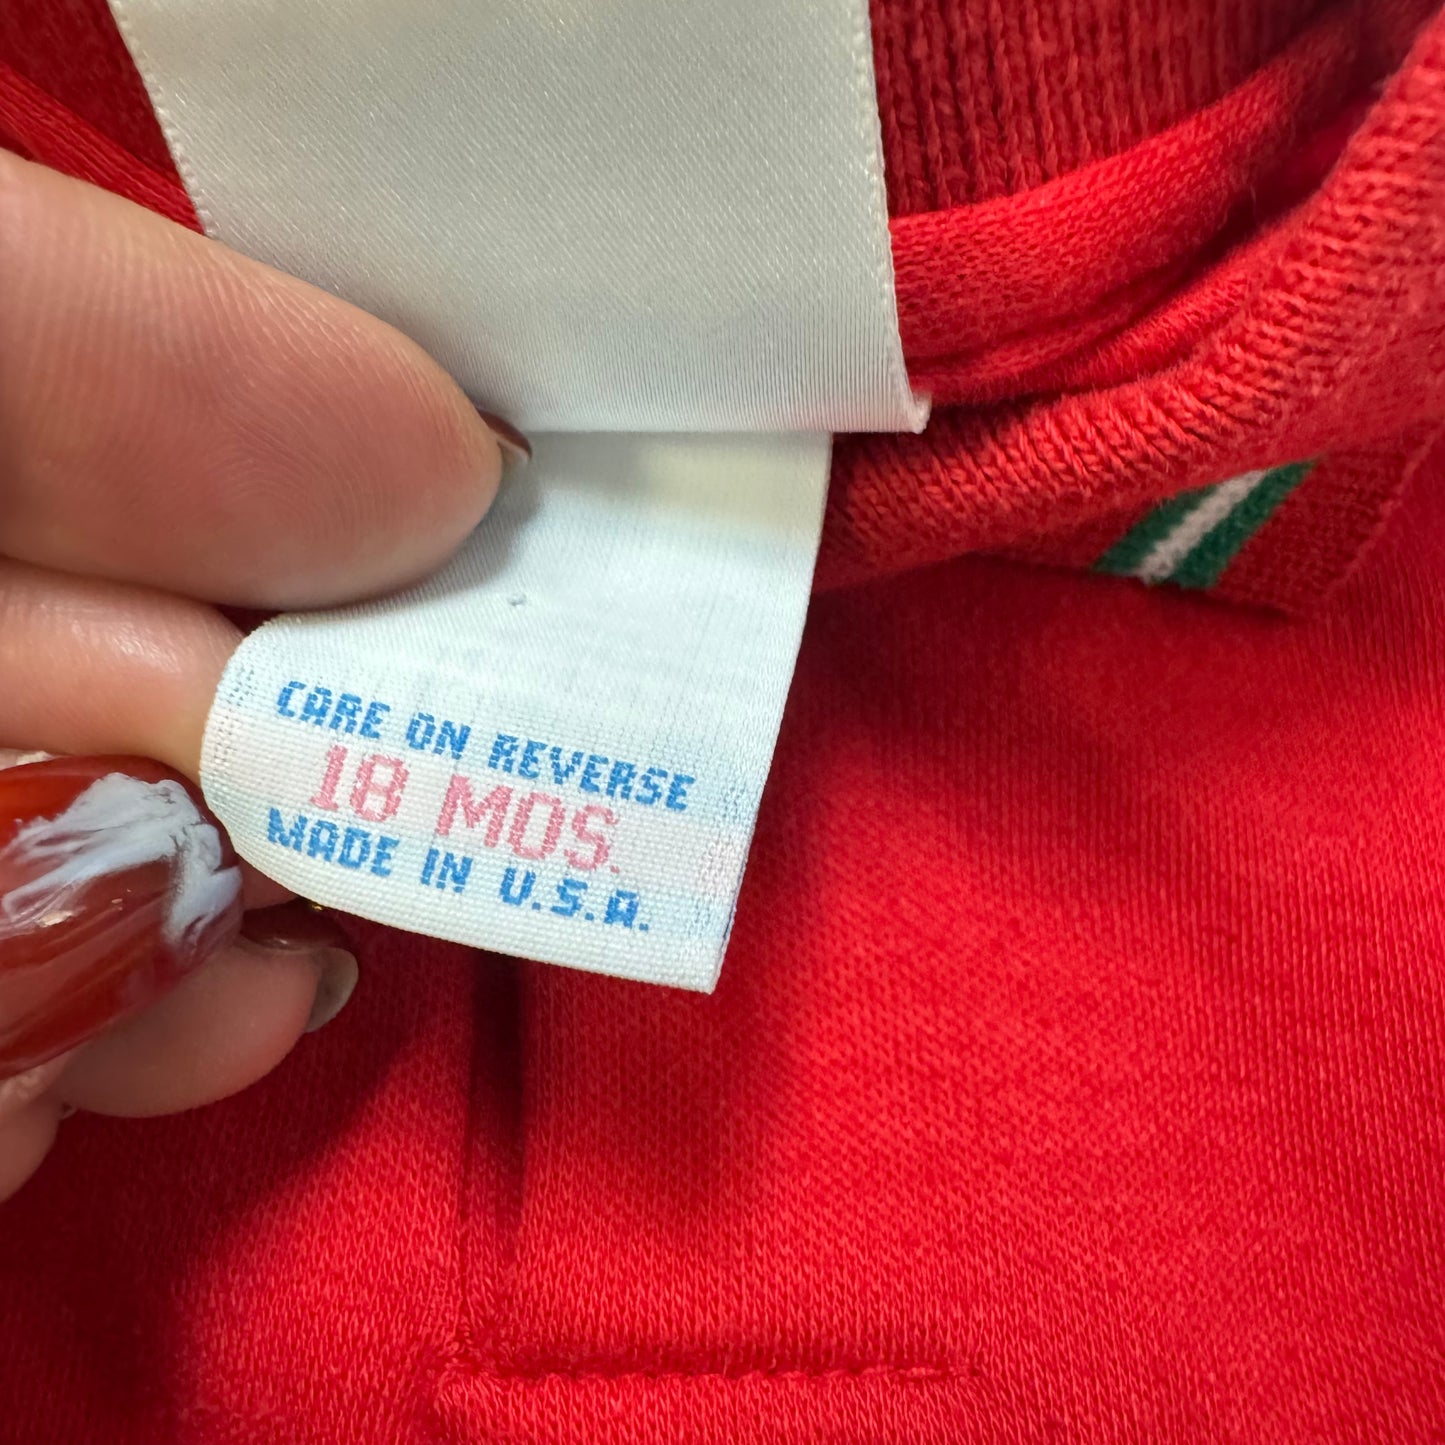 CARE ON REVERSE
18 MOS.
MADE IN U.S.A.